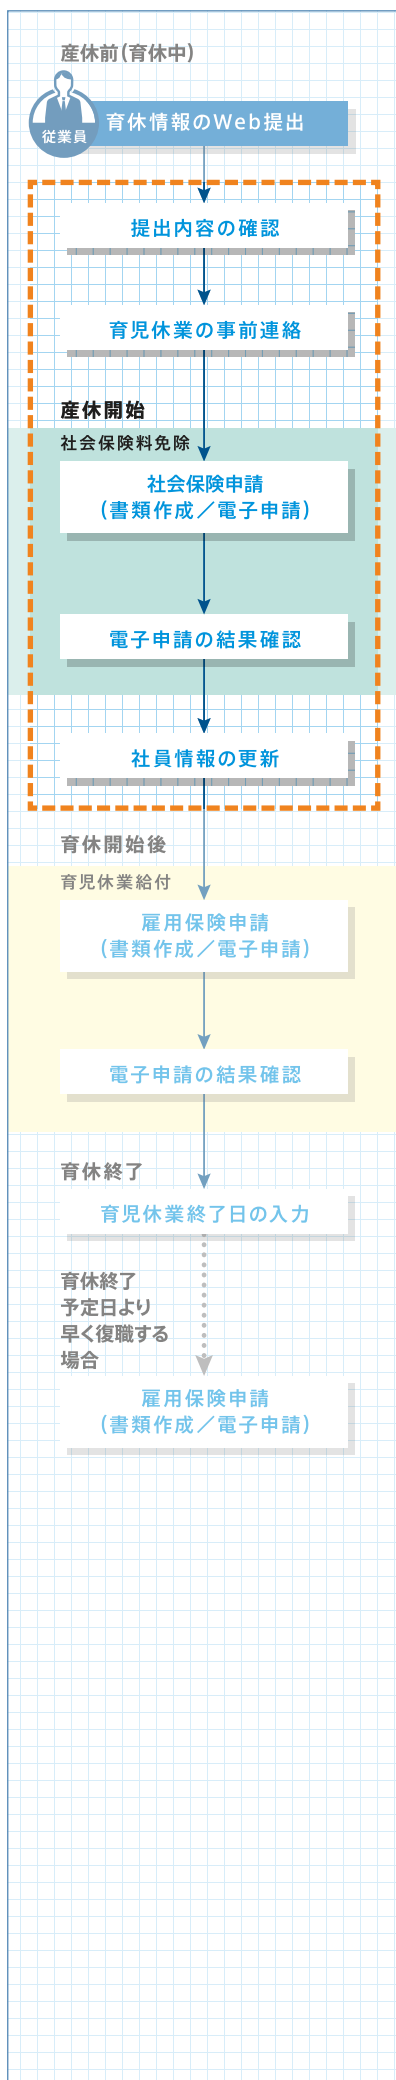 産休前(育休中)
従業員
育休情報のWeb提出
提出内容の確認
育児休業の事前連絡
産休開始
社会保険料免除
社会保険申請
(書類作成／電子申請)
電子申請の結果確認
社員情報の更新
育休開始後
育児休業給付
雇用保険申請
(書類作成／電子申請)
電子申請の結果確認
育休終了
育児休業終了日の入力
育休終了
予定日より
早く復職する
場合
雇用保険申請
(書類作成／電子申請)